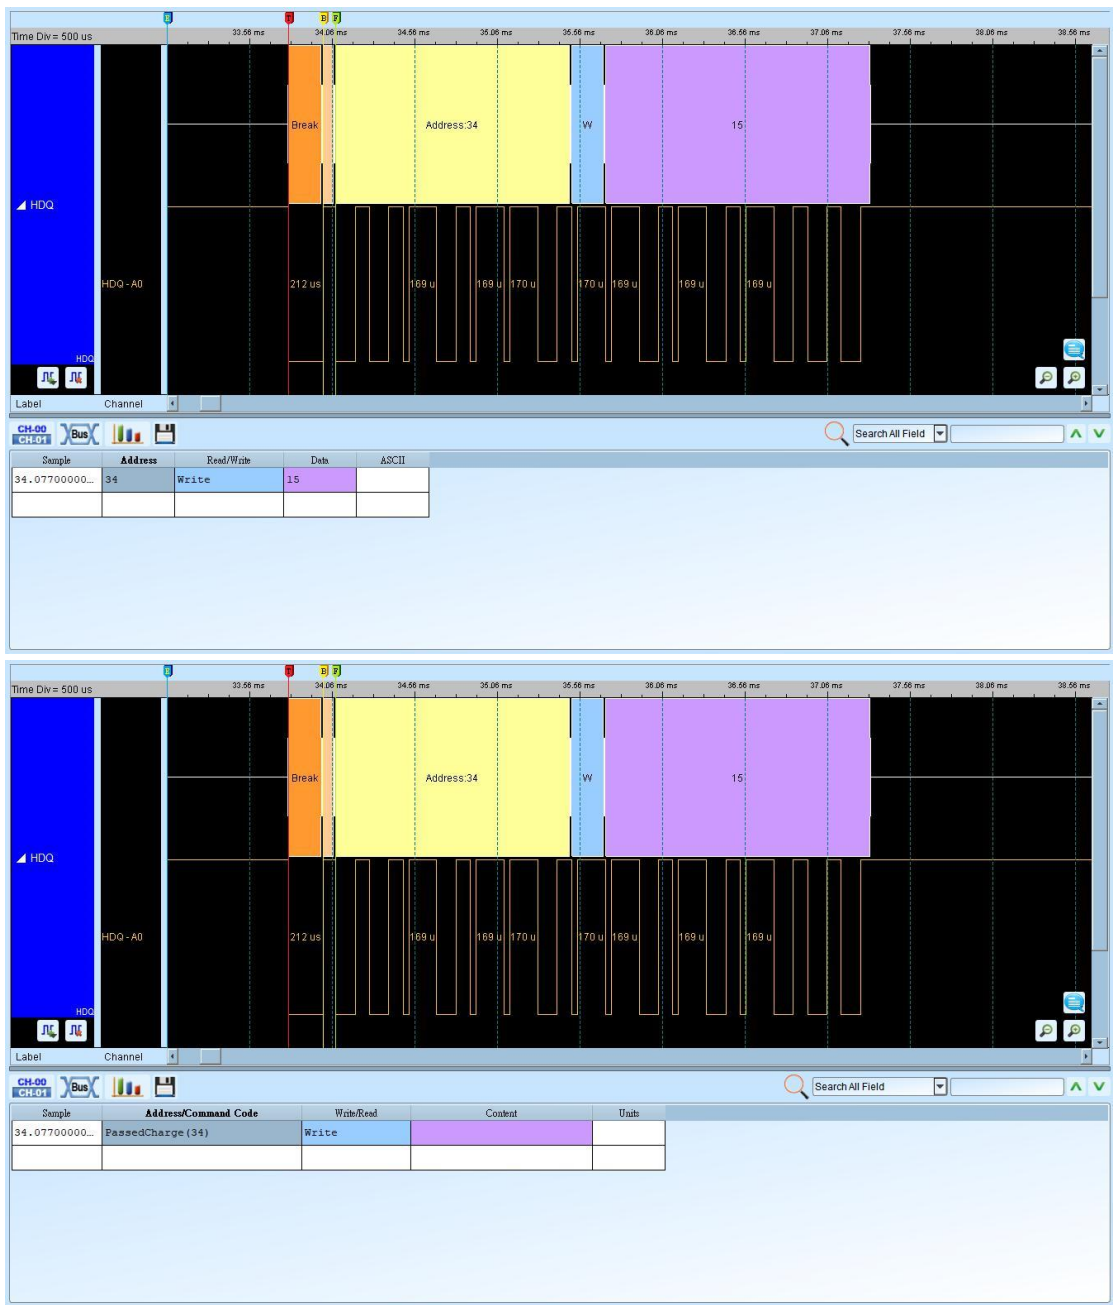 E T B F
Time Div = 500 us 33.56 ms 34.06 ms 34.56 ms 35.06 ms 35.56 ms 36.06 ms 36.56 ms 37.06 ms 37.56 ms 38.06 ms 38.56 ms
Break Address:34 W 15
HDQ
HDQ - A0 212 us 169 u 169 u 170 u 170 u 169 u 169 u 169 u
HDQ
Label Channel
CH-00
CH-01 Bus Search All Field
Sample Address Read/Write Data ASCII
34.07700000... 34 Write 15
T B F
Time Div = 500 us 33.56 ms 34.06 ms 34.56 ms 35.06 ms 35.56 ms 36.06 ms 36.56 ms 37.06 ms 37.56 ms 38.06 ms 38.56 ms
Break Address:34 W 15
HDQ
HDQ - A0 212 us 169 u 169 u 170 u 170 u 169 u 169 u 169 u
HDQ
Label Channel
CH-00
CH-01 Bus Search All Field
Sample Address/Command Code Write/Read Content Units
34.07700000... PassedCharge(34) Write